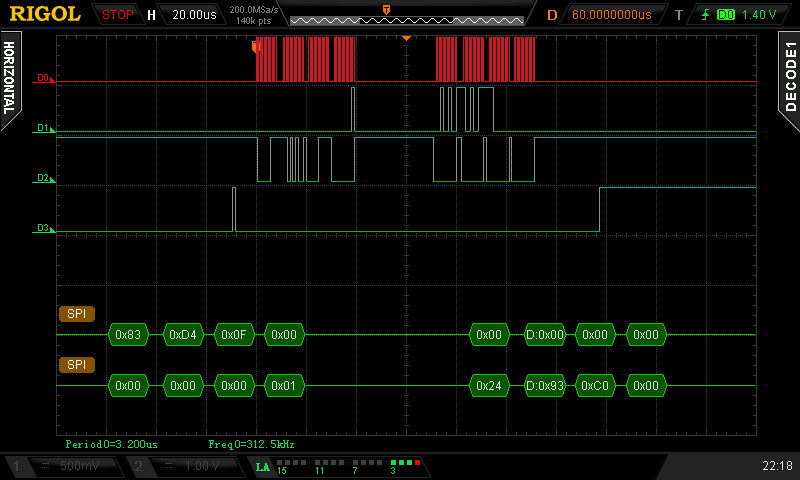 RIGOL STOP H 20.00us 200.0MSa/s 140k pts D 60.0000000us T D0 1.40 V
HORIZONTAL
DECODE1
D0
D1
D2
D3
SPI
0x83 0xD4 0x0F 0x00 0x00 D:0x00 0x00 0x00
SPI
0x00 0x00 0x00 0x01 0x24 D:0x93 0xC0 0x00
Period0=3.200us Freq0=312.5kHz
1 = 500mV 2 = 1.00 V LA 15 11 7 3 22:18